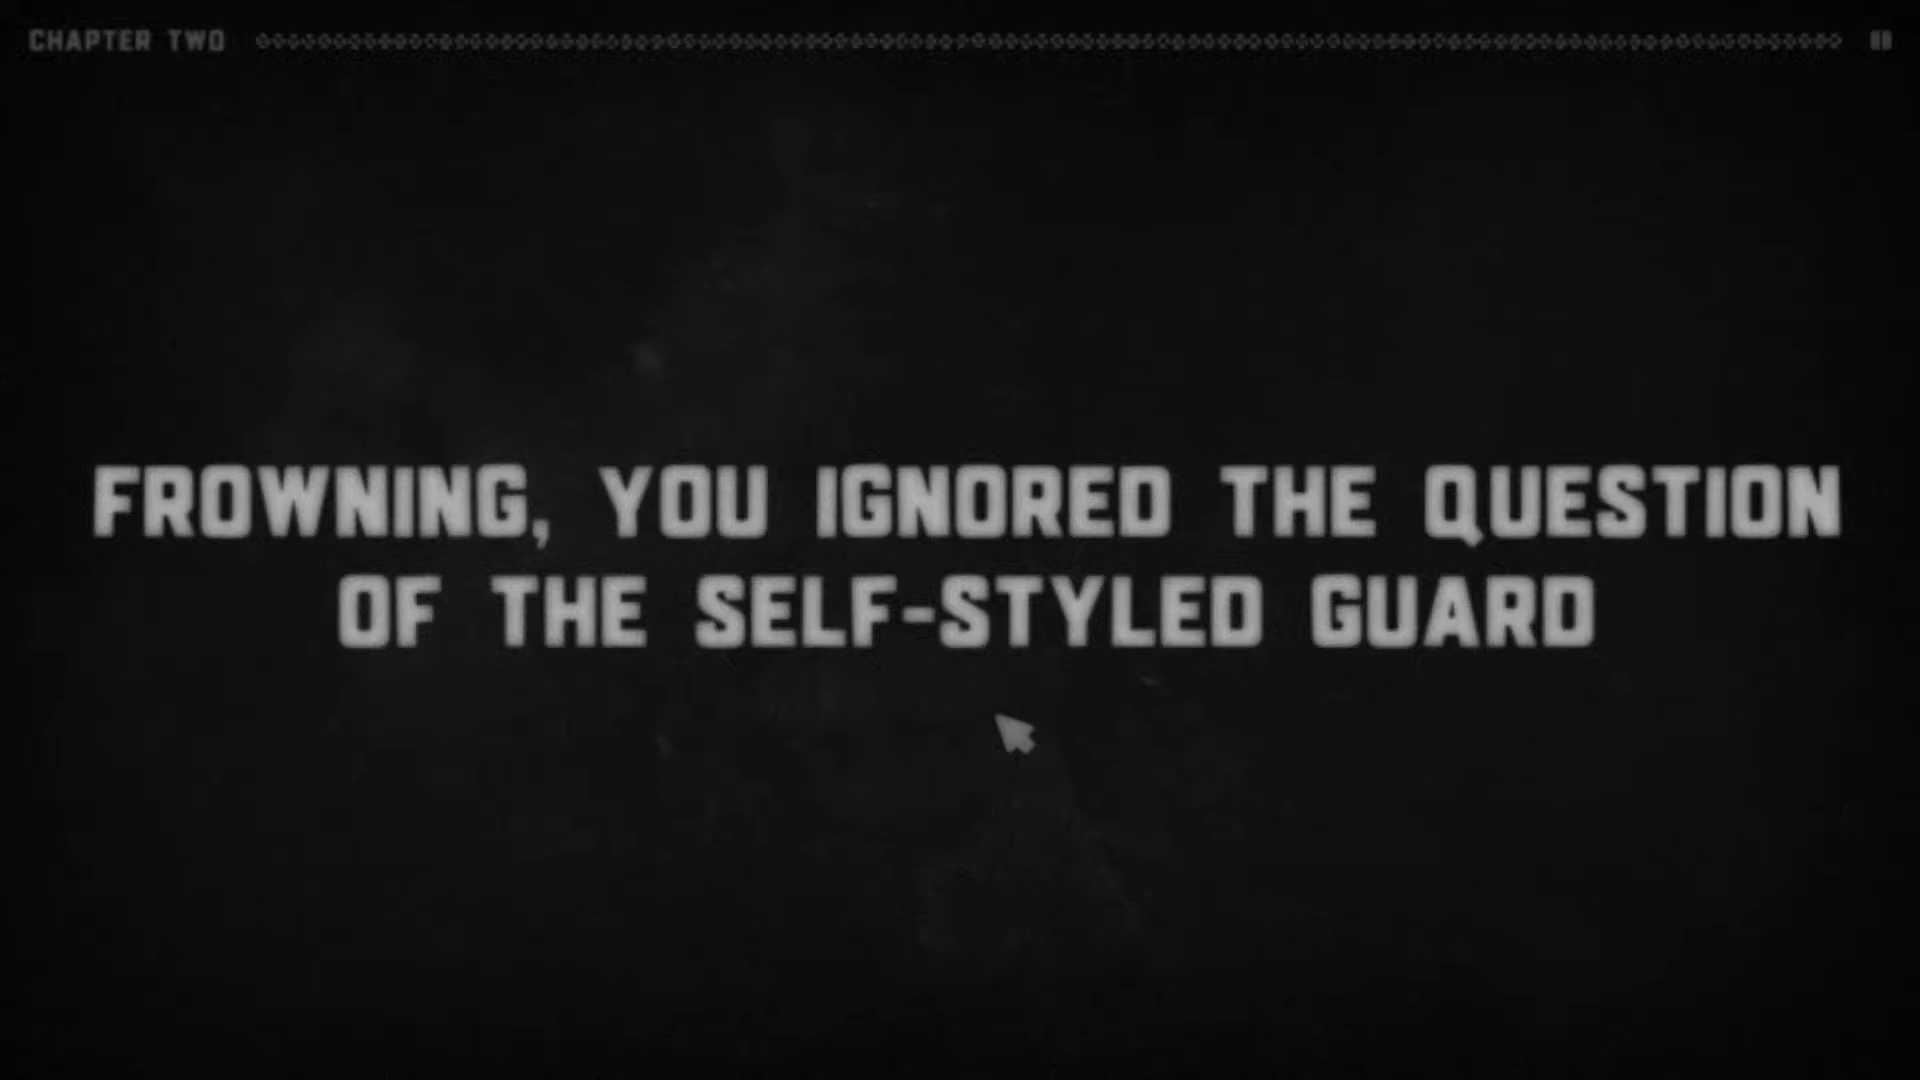 CHAPTER TWO
FROWNING, YOU IGNORED THE QUESTION
OF THE SELF-STYLED GUARD